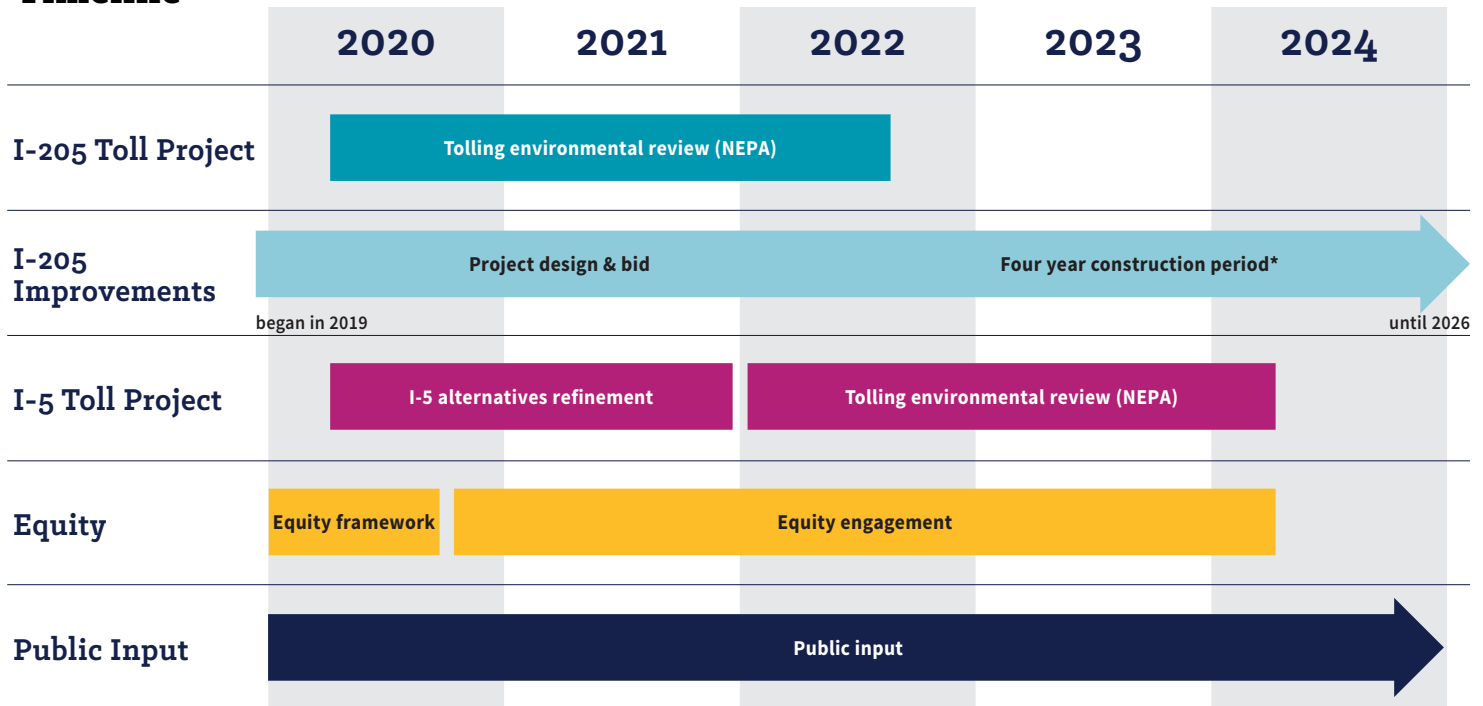 2020 2021 2022 2023 2024
I-205 Toll Project
Tolling environmental review (NEPA)
I-205
Improvements
Project design & bid
Four year construction period*
began in 2019
until 2026
I-5 Toll Project
I-5 alternatives refinement
Tolling environmental review (NEPA)
Equity
Equity framework
Equity engagement
Public Input
Public input